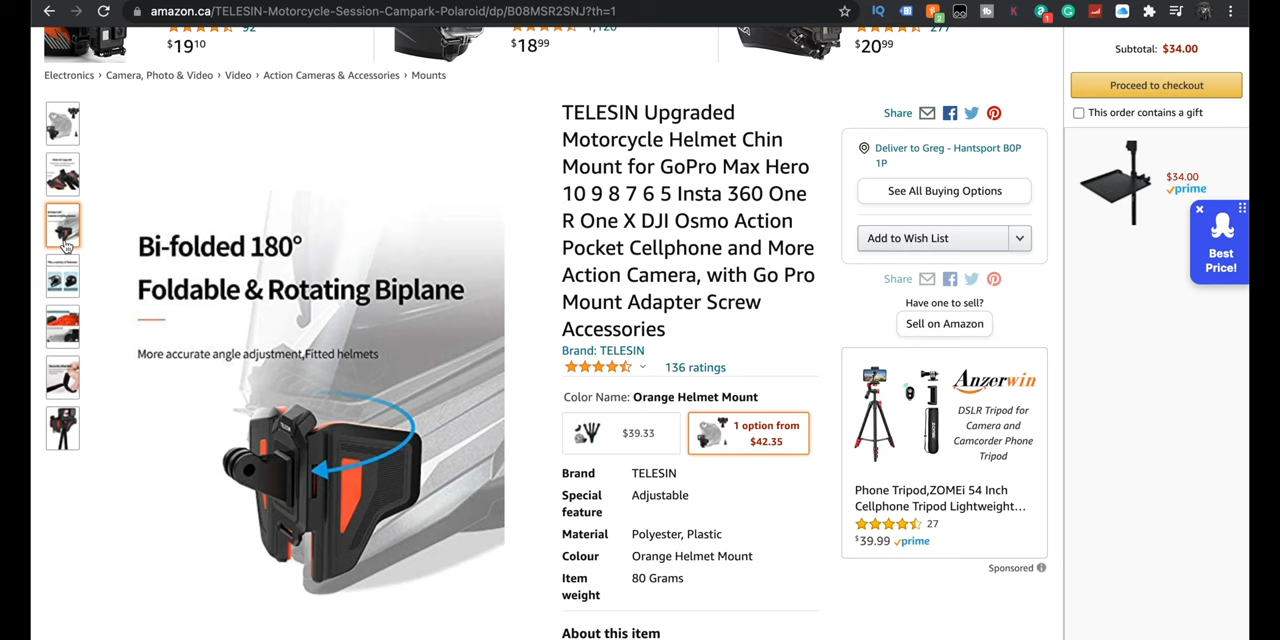 amazon.ca/TELESIN-Motorcycle-Session-Campark-Polaroid/dp/B08MSR2SNJ?th=1
92
1,120
277
$19 10
$18 99
$20 99
Electronics › Camera, Photo & Video › Video › Action Cameras & Accessories › Mounts
Bi-folded 180°
Foldable & Rotating Biplane
More accurate angle adjustment,Fitted helmets
TELESIN
TELESIN Upgraded
Motorcycle Helmet Chin
Mount for GoPro Max Hero
10 9 8 7 6 5 Insta 360 One
R One X DJI Osmo Action
Pocket Cellphone and More
Action Camera, with Go Pro
Mount Adapter Screw
Accessories
Brand: TELESIN
136 ratings
Color Name: Orange Helmet Mount
$39.33
1 option from
$42.35
Brand TELESIN
Special
feature
Adjustable
Material Polyester, Plastic
Colour Orange Helmet Mount
Item
weight
80 Grams
About this item
Share
Deliver to Greg - Hantsport B0P
1P
See All Buying Options
Add to Wish List
Share
Have one to sell?
Sell on Amazon
Anzerwin
DSLR Tripod for
Camera and
Camcorder Phone
Tripod
Phone Tripod,ZOMEi 54 Inch
Cellphone Tripod Lightweight...
27
$39.99 prime
Sponsored
Subtotal: $34.00
Proceed to checkout
This order contains a gift
$34.00
prime
Best
Price!